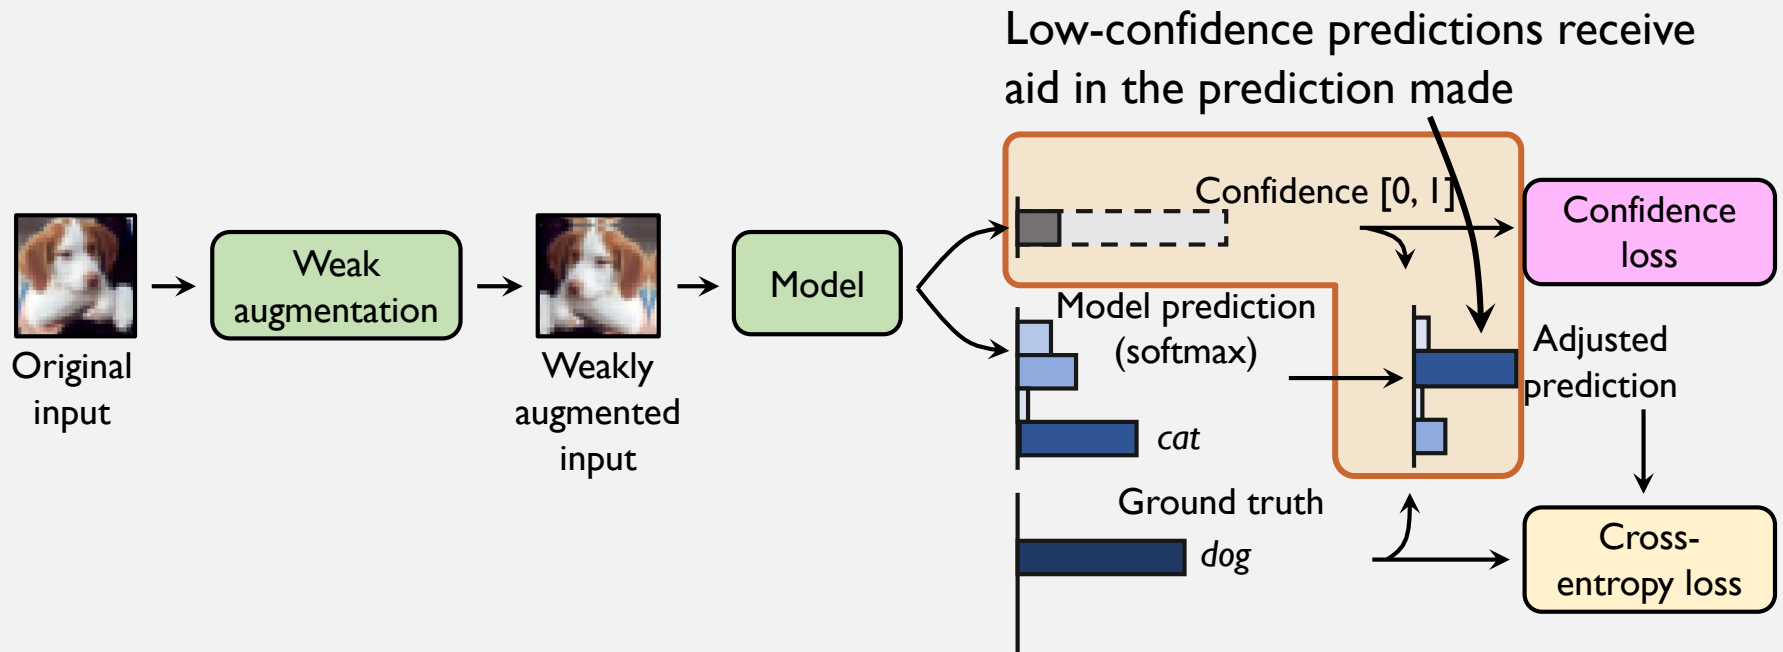 Low-confidence predictions receive
aid in the prediction made
Confidence [0, 1]
Confidence
loss
Weak
augmentation
Model
Original
input
Weakly
augmented
input
Model prediction
(softmax)
cat
Adjusted
prediction
Ground truth
dog
Cross-
entropy loss